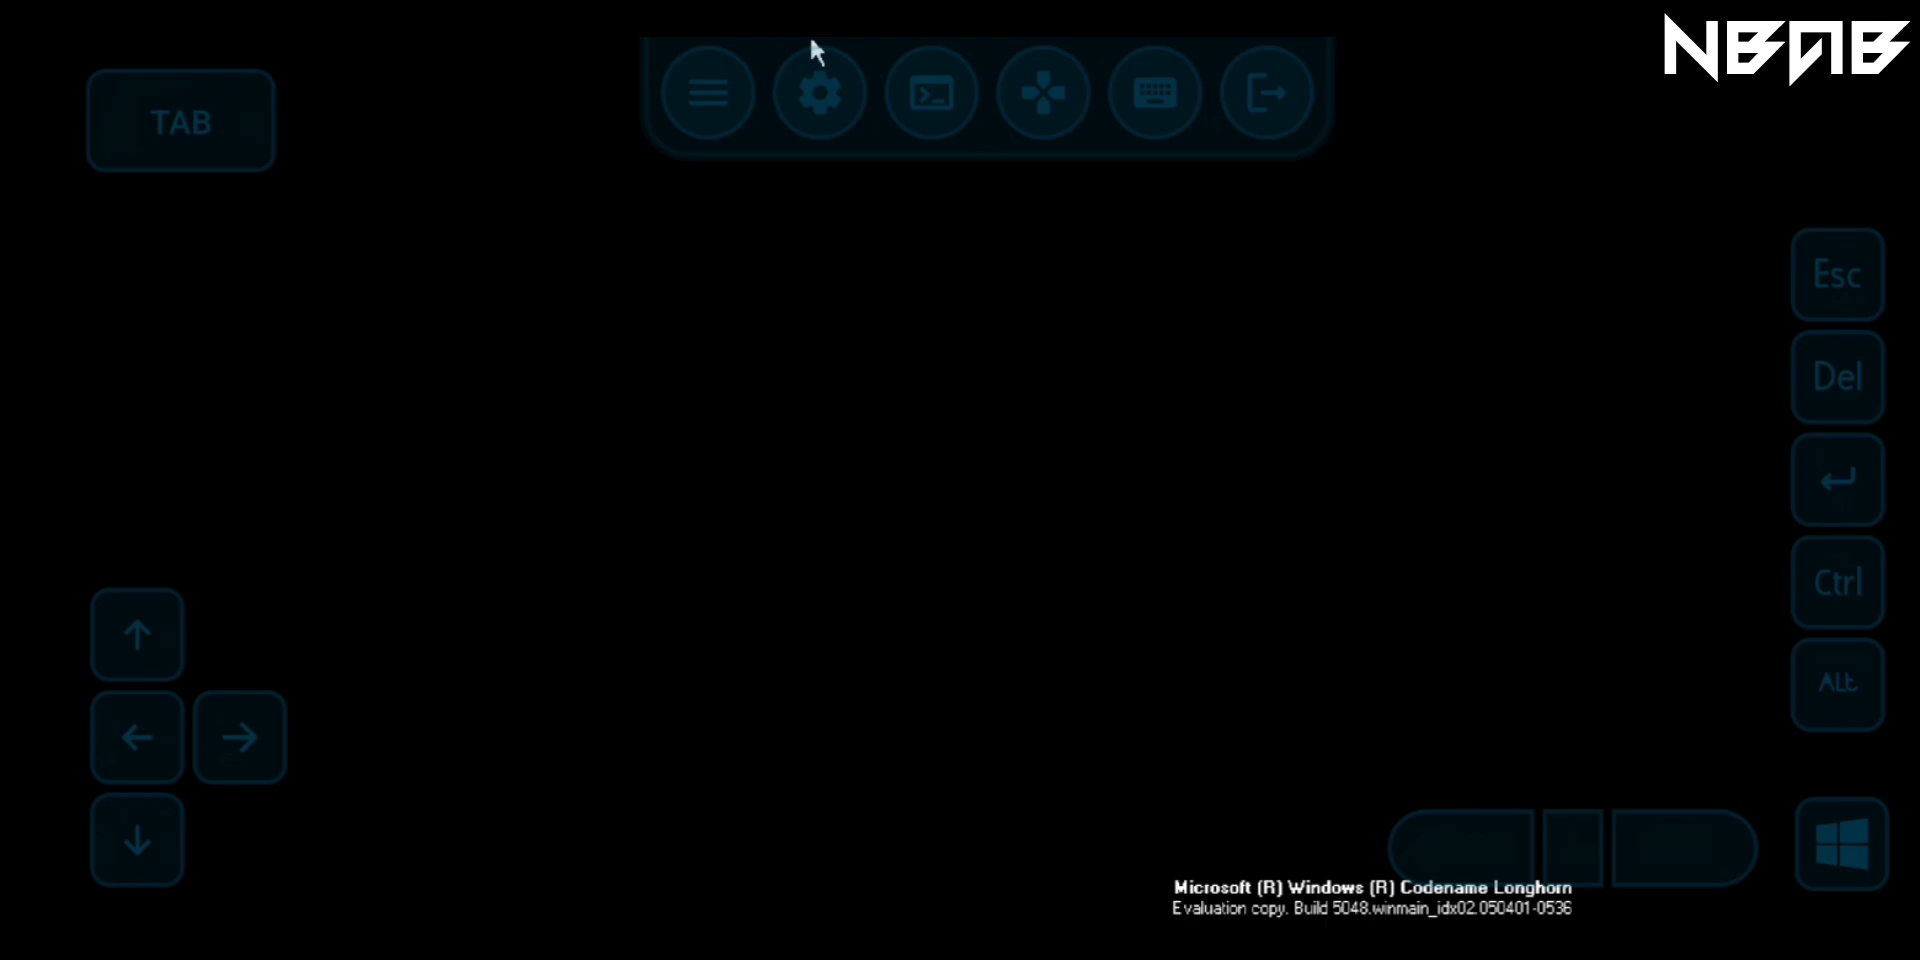 NBAB
TAB
Esc
Del
Ctrl
Alt
Microsoft (R) Windows (R) Codename Longhorn
Evaluation copy. Build 5048.winmain_idx02.050401-0536